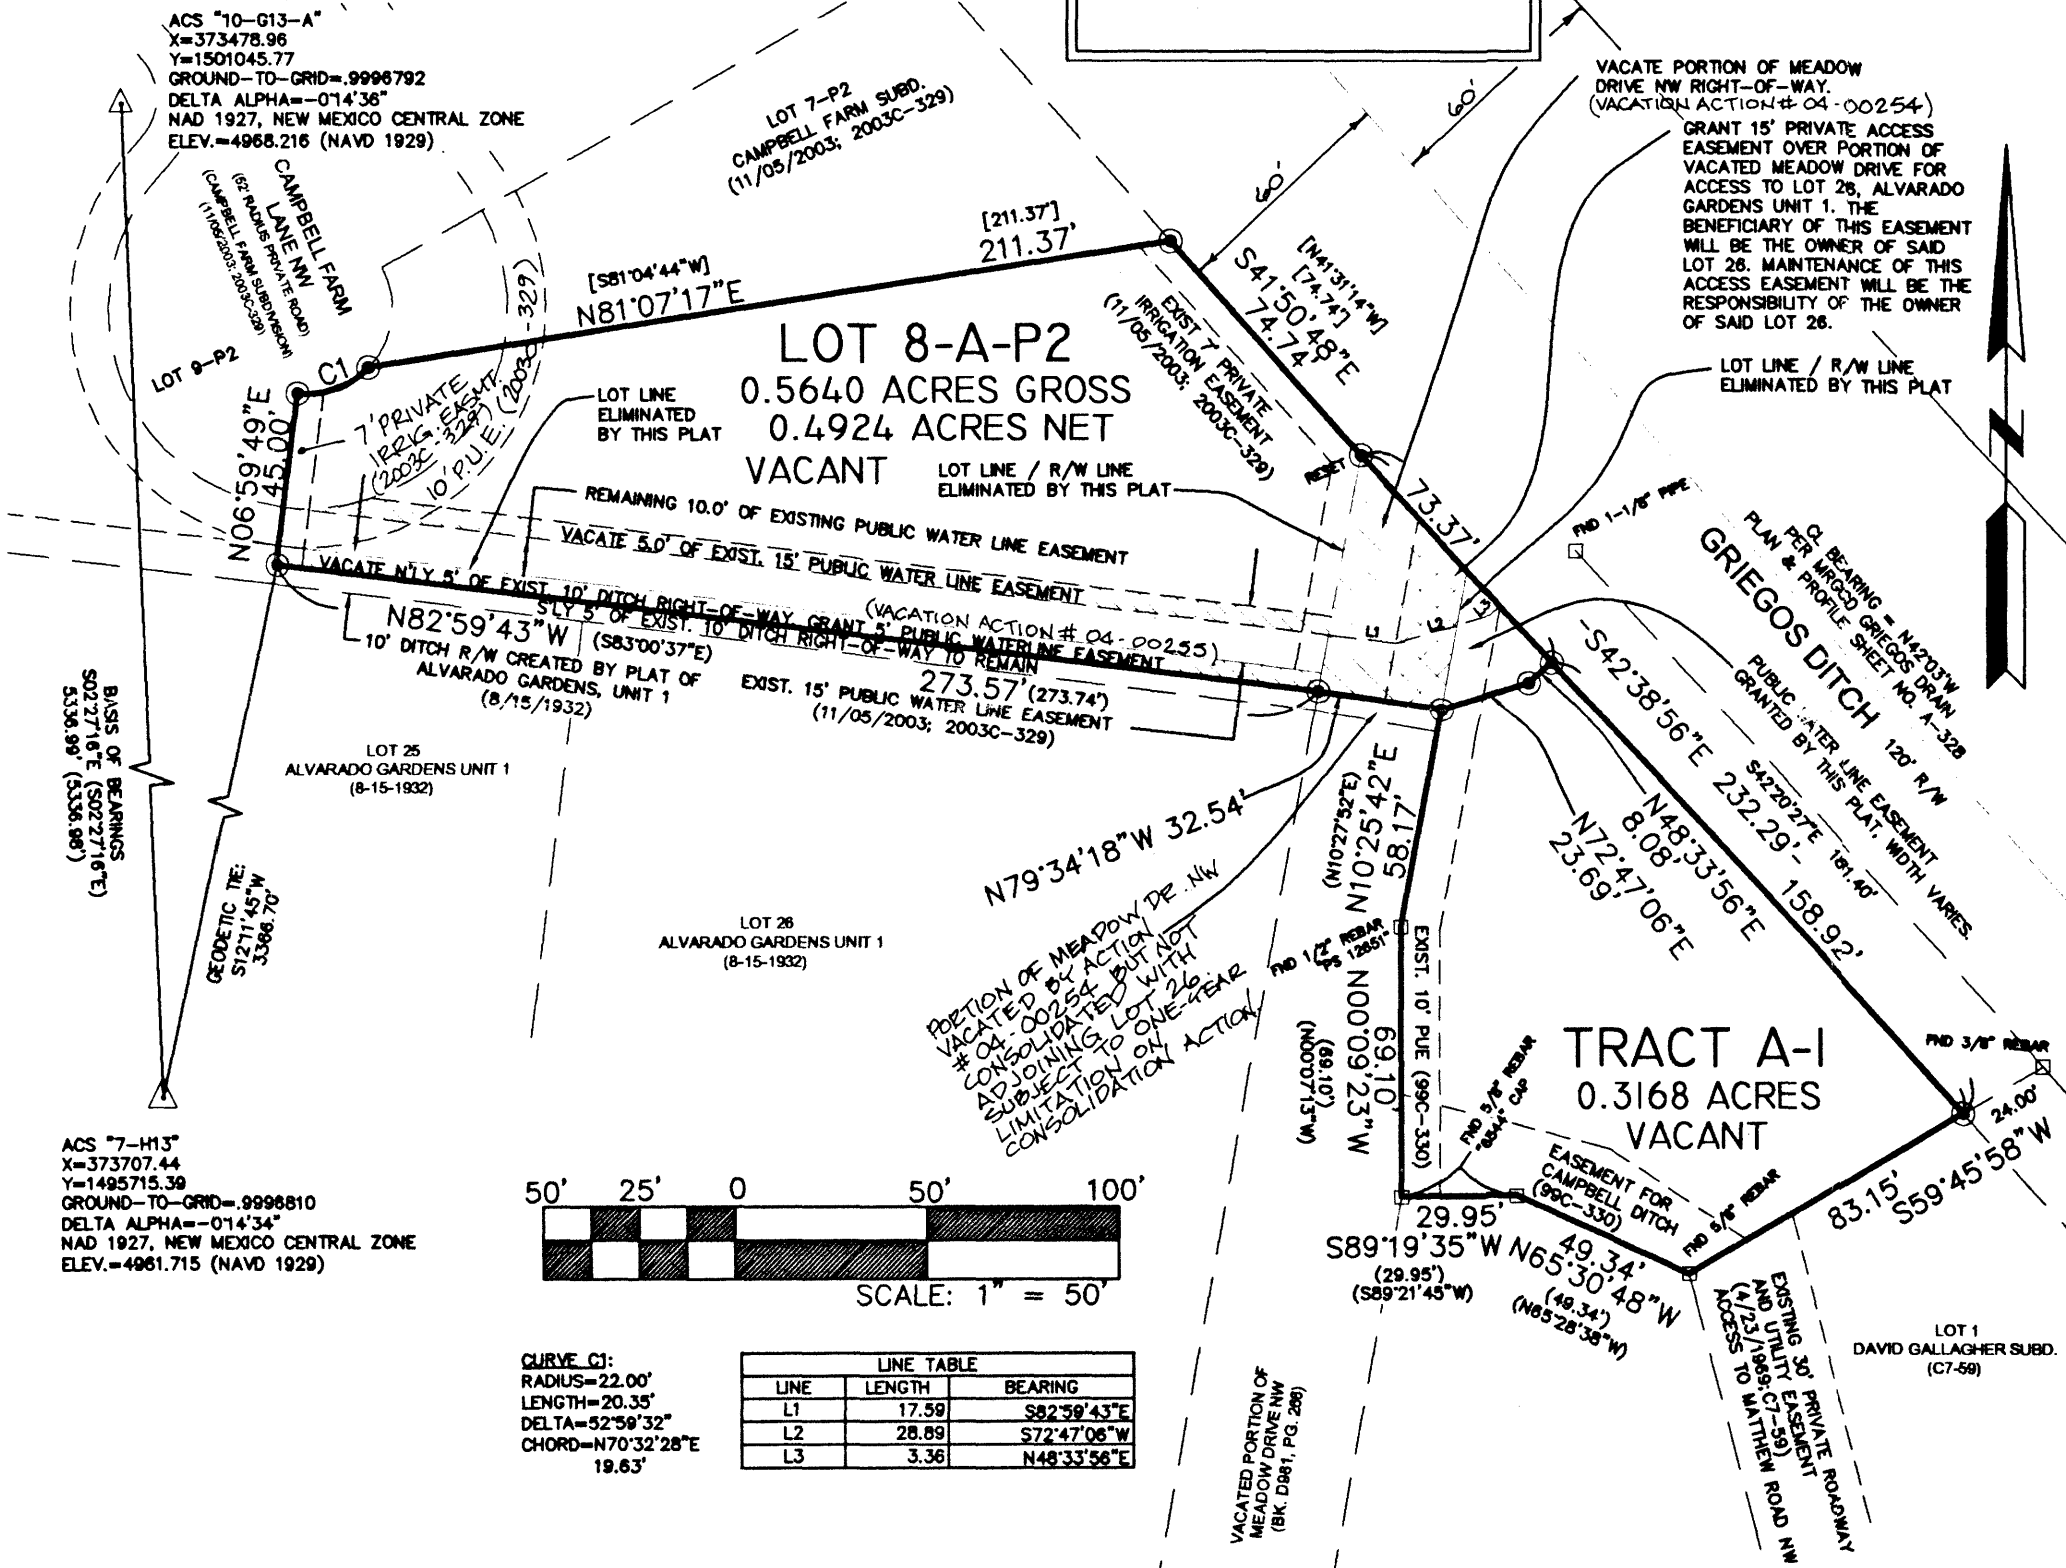 ACS "10-G13-A"
X=373478.96
Y=1501045.77
GROUND-TO-GRID=.9996792
DELTA ALPHA=-0°14'36"
NAD 1927, NEW MEXICO CENTRAL ZONE
ELEV.=4968.216 (NAVD 1929)
CAMPBELL FARM
LANE NW
(52' RADIUS PRIVATE ROAD)
(CAMPBELL FARM SUBDIVISION)
(11/05/2003; 2003C-329)
LOT 9-P2
LOT 7-P2
CAMPBELL FARM SUBD.
(11/05/2003; 2003C-329)
60'
60'
VACATE PORTION OF MEADOW
DRIVE NW RIGHT-OF-WAY.
(VACATION ACTION # 04-00254)
GRANT 15' PRIVATE ACCESS
EASEMENT OVER PORTION OF
VACATED MEADOW DRIVE FOR
ACCESS TO LOT 26, ALVARADO
GARDENS UNIT 1. THE
BENEFICIARY OF THIS EASEMENT
WILL BE THE OWNER OF SAID
LOT 26. MAINTENANCE OF THIS
ACCESS EASEMENT WILL BE THE
RESPONSIBILITY OF THE OWNER
OF SAID LOT 26.
LOT LINE / R/W LINE
ELIMINATED BY THIS PLAT
N
[211.37']
211.37'
[S81°04'44"W]
N81°07'17"E
[N41°31'14"W]
[74.74']
S41°50'48"E
74.74'
EXIST 7' PRIVATE
IRRIGATION EASEMENT
(11/05/2003; 2003C-329)
C1
N06°59'49"E
45.00'
7' PRIVATE
IRRIG. EASMT.
(2003C-329)
10' P.U.E. (2003C-329)
LOT LINE
ELIMINATED
BY THIS PLAT
LOT 8-A-P2
0.5640 ACRES GROSS
0.4924 ACRES NET
VACANT
LOT LINE / R/W LINE
ELIMINATED BY THIS PLAT
RESET
73.37'
FND 1-1/8" PIPE
REMAINING 10.0' OF EXISTING PUBLIC WATER LINE EASEMENT
VACATE 5.0' OF EXIST. 15' PUBLIC WATER LINE EASEMENT
VACATE N'LY 5' OF EXIST. 10' DITCH RIGHT-OF-WAY. GRANT 5' PUBLIC WATERLINE EASEMENT
(VACATION ACTION # 04-00255)
S'LY 5' OF EXIST. 10' DITCH RIGHT-OF-WAY TO REMAIN
N82°59'43"W (S83°00'37"E)
273.57' (273.74')
10' DITCH R/W CREATED BY PLAT OF
ALVARADO GARDENS, UNIT 1
(8/15/1932)
EXIST. 15' PUBLIC WATER LINE EASEMENT
(11/05/2003; 2003C-329)
L1
L2
L3
CL BEARING = N42°03'W
PER MRGCD GRIEGOS DRAIN
PLAN & PROFILE SHEET NO. A-328
GRIEGOS DITCH 120' R/W
PUBLIC WATER LINE EASEMENT
GRANTED BY THIS PLAT. WIDTH VARIES.
-S42°38'56"E 232.29'-
S42°20'27"E 181.40'
158.92'
N48°33'56"E
8.08'
N72°47'06"E
23.69'
N79°34'18"W 32.54'
(N10°27'52"E)
N10°25'42"E
58.17'
FND 1/2" REBAR
"PS 12651"
PORTION OF MEADOW DR. NW
VACATED BY ACTION
# 04-00254 BUT NOT
CONSOLIDATED WITH
ADJOINING LOT 26.
SUBJECT TO ONE-YEAR
LIMITATION ON
CONSOLIDATION ACTION.
EXIST. 10' PUE (99C-330)
N00°09'23"W
69.10'
(69.10')
(N00°07'13"W)
BASIS OF BEARINGS
S02°27'16"E (S02°27'16"E)
5336.99' (5336.98')
GEODETIC TIE:
S12°11'45"W
3386.70'
LOT 25
ALVARADO GARDENS UNIT 1
(8-15-1932)
LOT 26
ALVARADO GARDENS UNIT 1
(8-15-1932)
TRACT A-1
0.3168 ACRES
VACANT
FND 3/8" REBAR
24.00'
83.15'
S59°45'58"W
FND 5/8" REBAR
"6544" CAP
EASEMENT FOR
CAMPBELL DITCH
(99C-330)
FND 5/8" REBAR
29.95'
S89°19'35"W
(29.95')
(S89°21'45"W)
49.34'
N65°30'48"W
(49.34')
(N65°28'38"W)
EXISTING 30' PRIVATE ROADWAY
AND UTILITY EASEMENT
(4/23/1969; C7-59)
ACCESS TO MATTHEW ROAD NW
LOT 1
DAVID GALLAGHER SUBD.
(C7-59)
VACATED PORTION OF
MEADOW DRIVE NW
(BK. D981, PG. 266)
ACS "7-H13"
X=373707.44
Y=1495715.39
GROUND-TO-GRID=.9996810
DELTA ALPHA=-0°14'34"
NAD 1927, NEW MEXICO CENTRAL ZONE
ELEV.=4961.715 (NAVD 1929)
50' 25' 0 50' 100'
SCALE: 1" = 50'
CURVE C1:
RADIUS=22.00'
LENGTH=20.35'
DELTA=52°59'32"
CHORD=N70°32'28"E
19.63'
LINE TABLE
LINE LENGTH BEARING
L1 17.59 S82°59'43"E
L2 28.89 S72°47'06"W
L3 3.36 N48°33'56"E